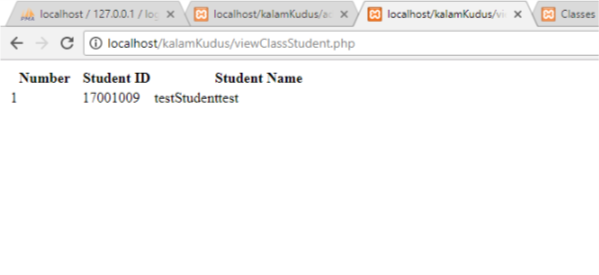 localhost / 127.0.0.1 / log
localhost/kalamKudus/a
localhost/kalamKudus/vi
Classes
localhost/kalamKudus/viewClassStudent.php
Number Student ID Student Name
1 17001009 testStudenttest